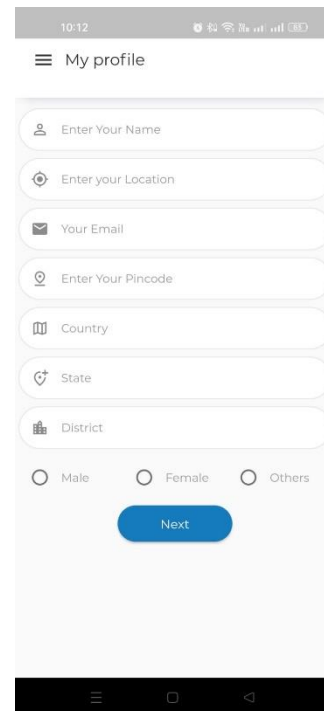 10:12
My profile
Enter Your Name
Enter your Location
Your Email
Enter Your Pincode
Country
State
District
Male Female Others
Next